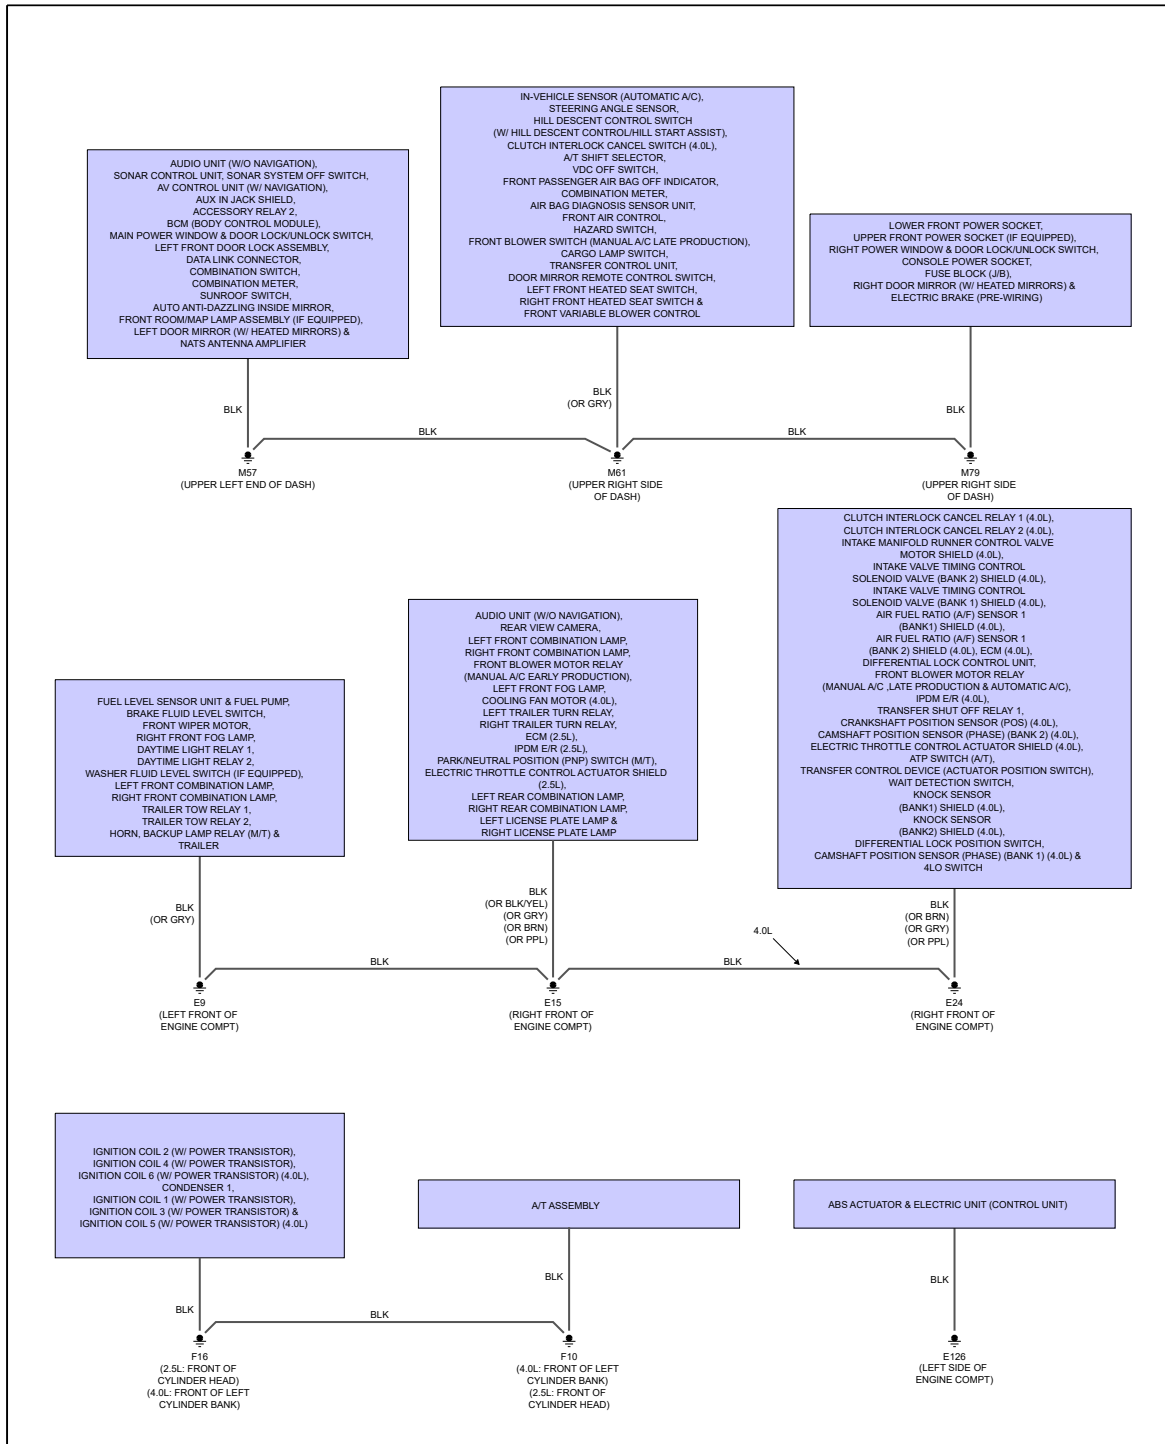 AUDIO UNIT (W/O NAVIGATION),
SONAR CONTROL UNIT, SONAR SYSTEM OFF SWITCH,
AV CONTROL UNIT (W/ NAVIGATION),
AUX IN JACK SHIELD,
ACCESSORY RELAY 2,
BCM (BODY CONTROL MODULE),
MAIN POWER WINDOW & DOOR LOCK/UNLOCK SWITCH,
LEFT FRONT DOOR LOCK ASSEMBLY,
DATA LINK CONNECTOR,
COMBINATION SWITCH,
COMBINATION METER,
SUNROOF SWITCH,
AUTO ANTI-DAZZLING INSIDE MIRROR,
FRONT ROOM/MAP LAMP ASSEMBLY (IF EQUIPPED),
LEFT DOOR MIRROR (W/ HEATED MIRRORS) &
NATS ANTENNA AMPLIFIER
IN-VEHICLE SENSOR (AUTOMATIC A/C),
STEERING ANGLE SENSOR,
HILL DESCENT CONTROL SWITCH
(W/ HILL DESCENT CONTROL/HILL START ASSIST),
CLUTCH INTERLOCK CANCEL SWITCH (4.0L),
A/T SHIFT SELECTOR,
VDC OFF SWITCH,
FRONT PASSENGER AIR BAG OFF INDICATOR,
COMBINATION METER,
AIR BAG DIAGNOSIS SENSOR UNIT,
FRONT AIR CONTROL,
HAZARD SWITCH,
FRONT BLOWER SWITCH (MANUAL A/C LATE PRODUCTION),
CARGO LAMP SWITCH,
TRANSFER CONTROL UNIT,
DOOR MIRROR REMOTE CONTROL SWITCH,
LEFT FRONT HEATED SEAT SWITCH,
RIGHT FRONT HEATED SEAT SWITCH &
FRONT VARIABLE BLOWER CONTROL
LOWER FRONT POWER SOCKET,
UPPER FRONT POWER SOCKET (IF EQUIPPED),
RIGHT POWER WINDOW & DOOR LOCK/UNLOCK SWITCH,
CONSOLE POWER SOCKET,
FUSE BLOCK (J/B),
RIGHT DOOR MIRROR (W/ HEATED MIRRORS) &
ELECTRIC BRAKE (PRE-WIRING)
BLK
BLK
(OR GRY)
BLK
BLK
BLK
M57
(UPPER LEFT END OF DASH)
M61
(UPPER RIGHT SIDE
OF DASH)
M79
(UPPER RIGHT SIDE
OF DASH)
FUEL LEVEL SENSOR UNIT & FUEL PUMP,
BRAKE FLUID LEVEL SWITCH,
FRONT WIPER MOTOR,
RIGHT FRONT FOG LAMP,
DAYTIME LIGHT RELAY 1,
DAYTIME LIGHT RELAY 2,
WASHER FLUID LEVEL SWITCH (IF EQUIPPED),
LEFT FRONT COMBINATION LAMP,
RIGHT FRONT COMBINATION LAMP,
TRAILER TOW RELAY 1,
TRAILER TOW RELAY 2,
HORN, BACKUP LAMP RELAY (M/T) &
TRAILER
AUDIO UNIT (W/O NAVIGATION),
REAR VIEW CAMERA,
LEFT FRONT COMBINATION LAMP,
RIGHT FRONT COMBINATION LAMP,
FRONT BLOWER MOTOR RELAY
(MANUAL A/C EARLY PRODUCTION),
LEFT FRONT FOG LAMP,
COOLING FAN MOTOR (4.0L),
LEFT TRAILER TURN RELAY,
RIGHT TRAILER TURN RELAY,
ECM (2.5L),
IPDM E/R (2.5L),
PARK/NEUTRAL POSITION (PNP) SWITCH (M/T),
ELECTRIC THROTTLE CONTROL ACTUATOR SHIELD
(2.5L),
LEFT REAR COMBINATION LAMP,
RIGHT REAR COMBINATION LAMP,
LEFT LICENSE PLATE LAMP &
RIGHT LICENSE PLATE LAMP
CLUTCH INTERLOCK CANCEL RELAY 1 (4.0L),
CLUTCH INTERLOCK CANCEL RELAY 2 (4.0L),
INTAKE MANIFOLD RUNNER CONTROL VALVE
MOTOR SHIELD (4.0L),
INTAKE VALVE TIMING CONTROL
SOLENOID VALVE (BANK 2) SHIELD (4.0L),
INTAKE VALVE TIMING CONTROL
SOLENOID VALVE (BANK 1) SHIELD (4.0L),
AIR FUEL RATIO (A/F) SENSOR 1
(BANK1) SHIELD (4.0L),
AIR FUEL RATIO (A/F) SENSOR 1
(BANK 2) SHIELD (4.0L), ECM (4.0L),
DIFFERENTIAL LOCK CONTROL UNIT,
FRONT BLOWER MOTOR RELAY
(MANUAL A/C ,LATE PRODUCTION & AUTOMATIC A/C),
IPDM E/R (4.0L),
TRANSFER SHUT OFF RELAY 1,
CRANKSHAFT POSITION SENSOR (POS) (4.0L),
CAMSHAFT POSITION SENSOR (PHASE) (BANK 2) (4.0L),
ELECTRIC THROTTLE CONTROL ACTUATOR SHIELD (4.0L),
ATP SWITCH (A/T),
TRANSFER CONTROL DEVICE (ACTUATOR POSITION SWITCH),
WAIT DETECTION SWITCH,
KNOCK SENSOR
(BANK1) SHIELD (4.0L),
KNOCK SENSOR
(BANK2) SHIELD (4.0L),
DIFFERENTIAL LOCK POSITION SWITCH,
CAMSHAFT POSITION SENSOR (PHASE) (BANK 1) (4.0L) &
4LO SWITCH
BLK
(OR GRY)
BLK
(OR BLK/YEL)
(OR GRY)
(OR BRN)
(OR PPL)
BLK
(OR BRN)
(OR GRY)
(OR PPL)
4.0L
BLK
BLK
E9
(LEFT FRONT OF
ENGINE COMPT)
E15
(RIGHT FRONT OF
ENGINE COMPT)
E24
(RIGHT FRONT OF
ENGINE COMPT)
IGNITION COIL 2 (W/ POWER TRANSISTOR),
IGNITION COIL 4 (W/ POWER TRANSISTOR),
IGNITION COIL 6 (W/ POWER TRANSISTOR) (4.0L),
CONDENSER 1,
IGNITION COIL 1 (W/ POWER TRANSISTOR),
IGNITION COIL 3 (W/ POWER TRANSISTOR) &
IGNITION COIL 5 (W/ POWER TRANSISTOR) (4.0L)
A/T ASSEMBLY
ABS ACTUATOR & ELECTRIC UNIT (CONTROL UNIT)
BLK
BLK
BLK
BLK
F16
(2.5L: FRONT OF
CYLINDER HEAD)
(4.0L: FRONT OF LEFT
CYLINDER BANK)
F10
(4.0L: FRONT OF LEFT
CYLINDER BANK)
(2.5L: FRONT OF
CYLINDER HEAD)
E126
(LEFT SIDE OF
ENGINE COMPT)